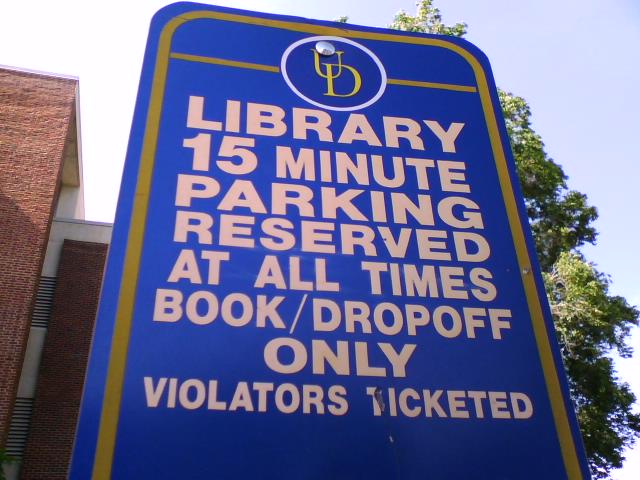 UD
LIBRARY
15 MINUTE
PARKING
RESERVED
AT ALL TIMES
BOOK/DROPOFF
ONLY
VIOLATORS TICKETED